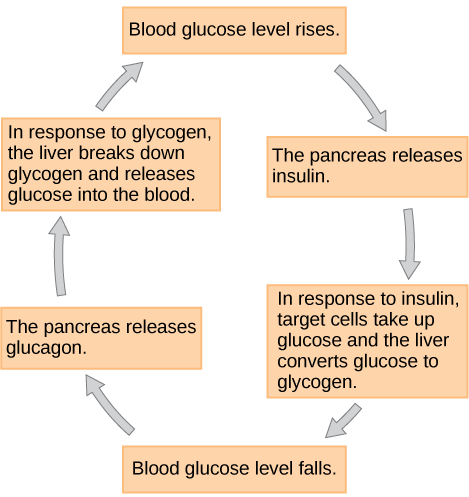 Blood glucose level rises.
The pancreas releases
insulin.
In response to insulin,
target cells take up
glucose and the liver
converts glucose to
glycogen.
Blood glucose level falls.
The pancreas releases
glucagon.
In response to glycogen,
the liver breaks down
glycogen and releases
glucose into the blood.